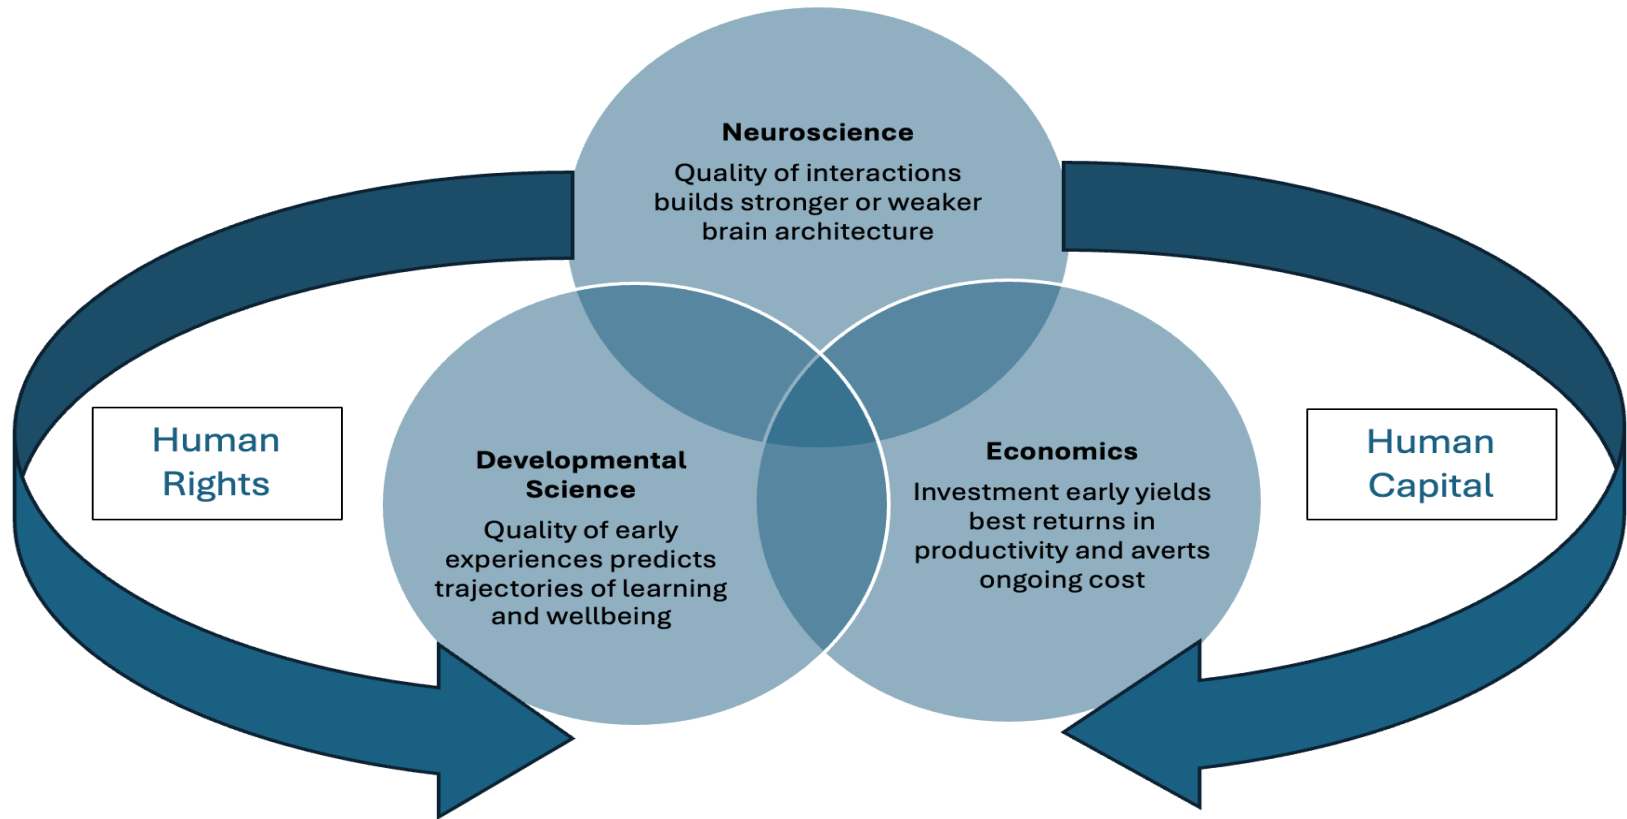 Neuroscience
Quality of interactions
builds stronger or weaker
brain architecture
Human
Rights
Developmental
Science
Quality of early
experiences predicts
trajectories of learning
and wellbeing
Economics
Investment early yields
best returns in
productivity and averts
ongoing cost
Human
Capital